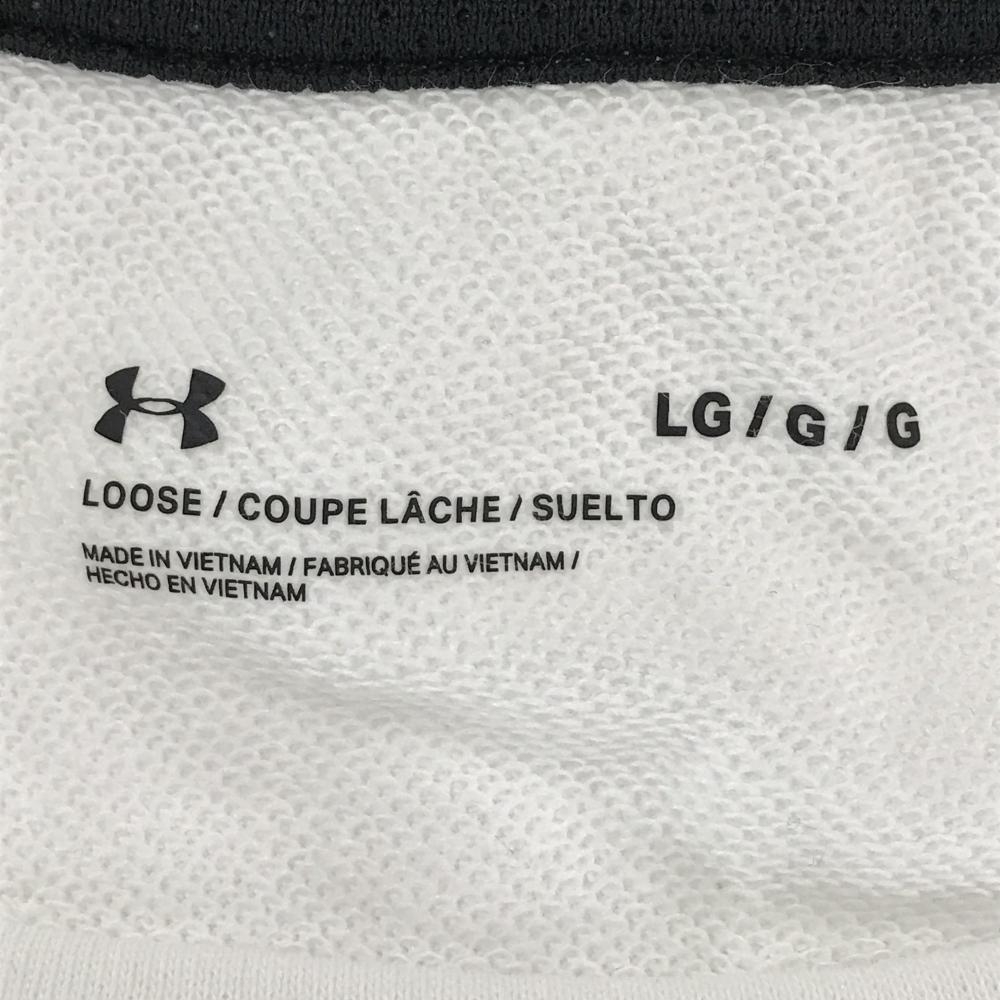 LG / G / G
LOOSE / COUPE LÂCHE / SUELTO
MADE IN VIETNAM / FABRIQUÉ AU VIETNAM /
HECHO EN VIETNAM